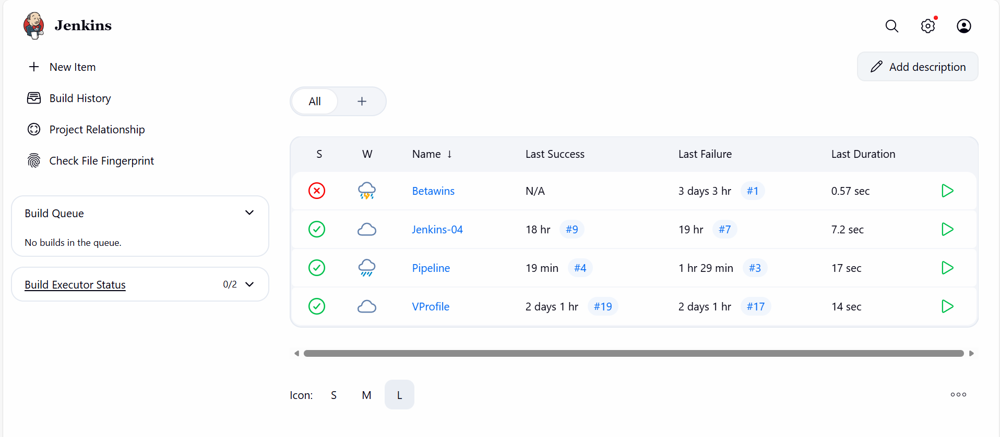 Jenkins
New Item
Build History
Project Relationship
Check File Fingerprint
Build Queue
No builds in the queue.
Build Executor Status 0/2
Add description
All
S W Name ↓ Last Success Last Failure Last Duration
Betawins N/A 3 days 3 hr #1 0.57 sec
Jenkins-04 18 hr #9 19 hr #7 7.2 sec
Pipeline 19 min #4 1 hr 29 min #3 17 sec
VProfile 2 days 1 hr #19 2 days 1 hr #17 14 sec
Icon: S M L